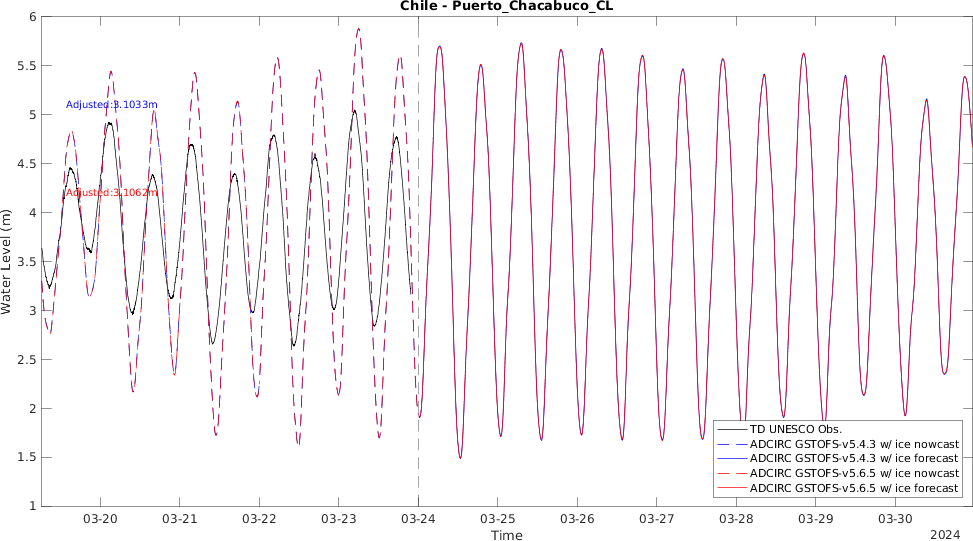 Chile - Puerto_Chacabuco_CL
6
5.5
5
4.5
4
3.5
3
2.5
2
1.5
1
Water Level (m)
Adjusted:3.1033m
Adjusted:3.1062m
TD UNESCO Obs.
ADCIRC GSTOFS-v5.4.3 w/ ice nowcast
ADCIRC GSTOFS-v5.4.3 w/ ice forecast
ADCIRC GSTOFS-v5.6.5 w/ ice nowcast
ADCIRC GSTOFS-v5.6.5 w/ ice forecast
03-20 03-21 03-22 03-23 03-24 03-25 03-26 03-27 03-28 03-29 03-30
Time
2024